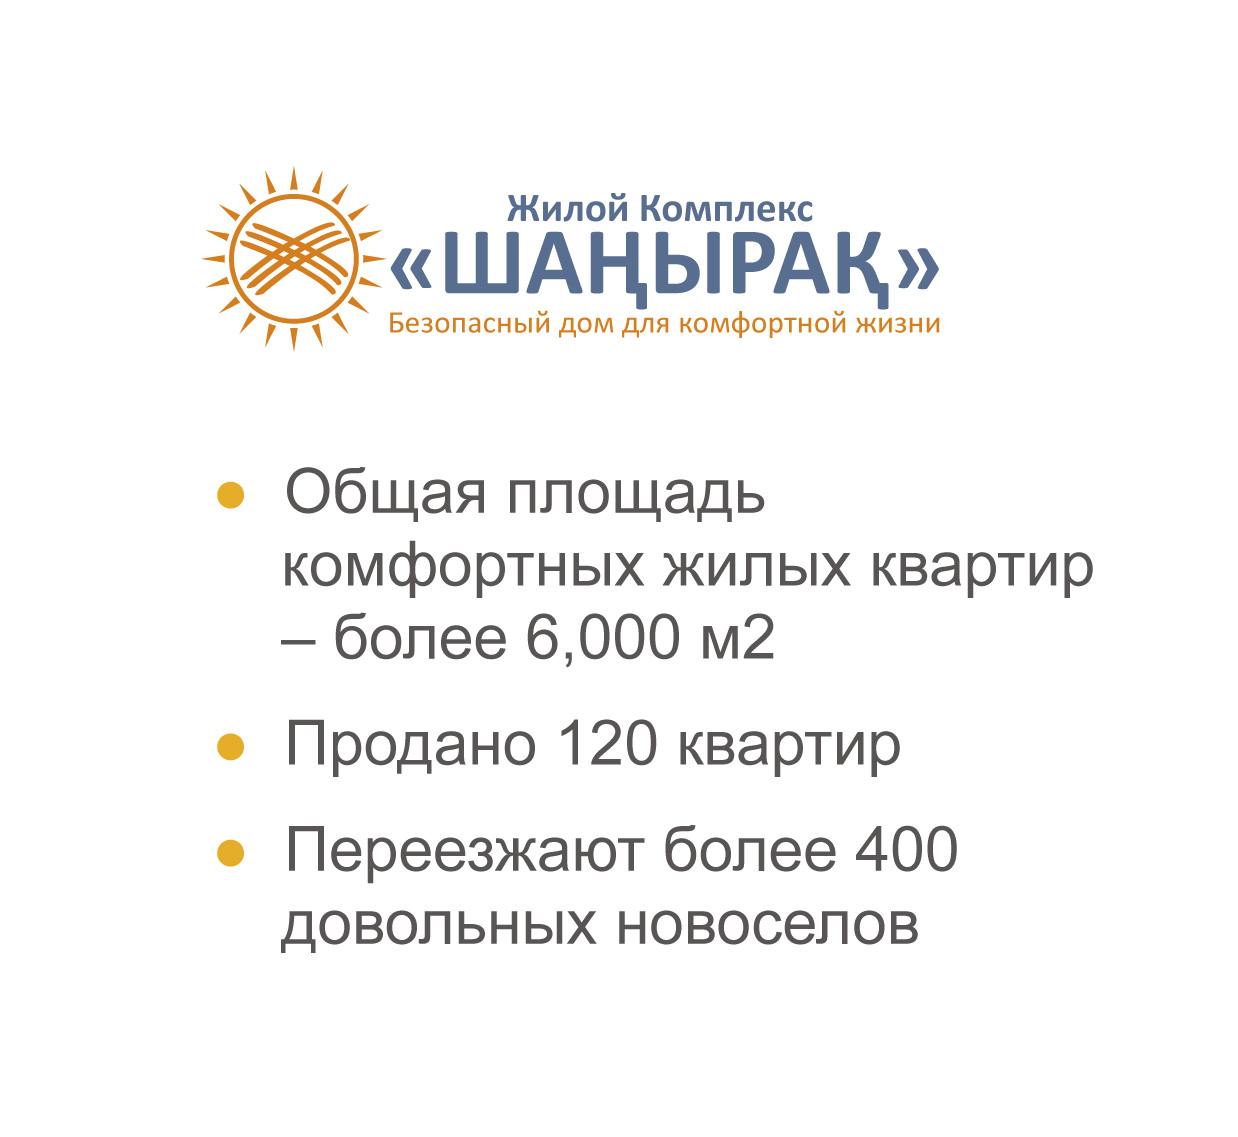 Жилой Комплекс
«ШАҢЫРАҚ»
Безопасный дом для комфортной жизни
● Общая площадь
комфортных жилых квартир
– более 6,000 м2
● Продано 120 квартир
● Переезжают более 400
довольных новоселов